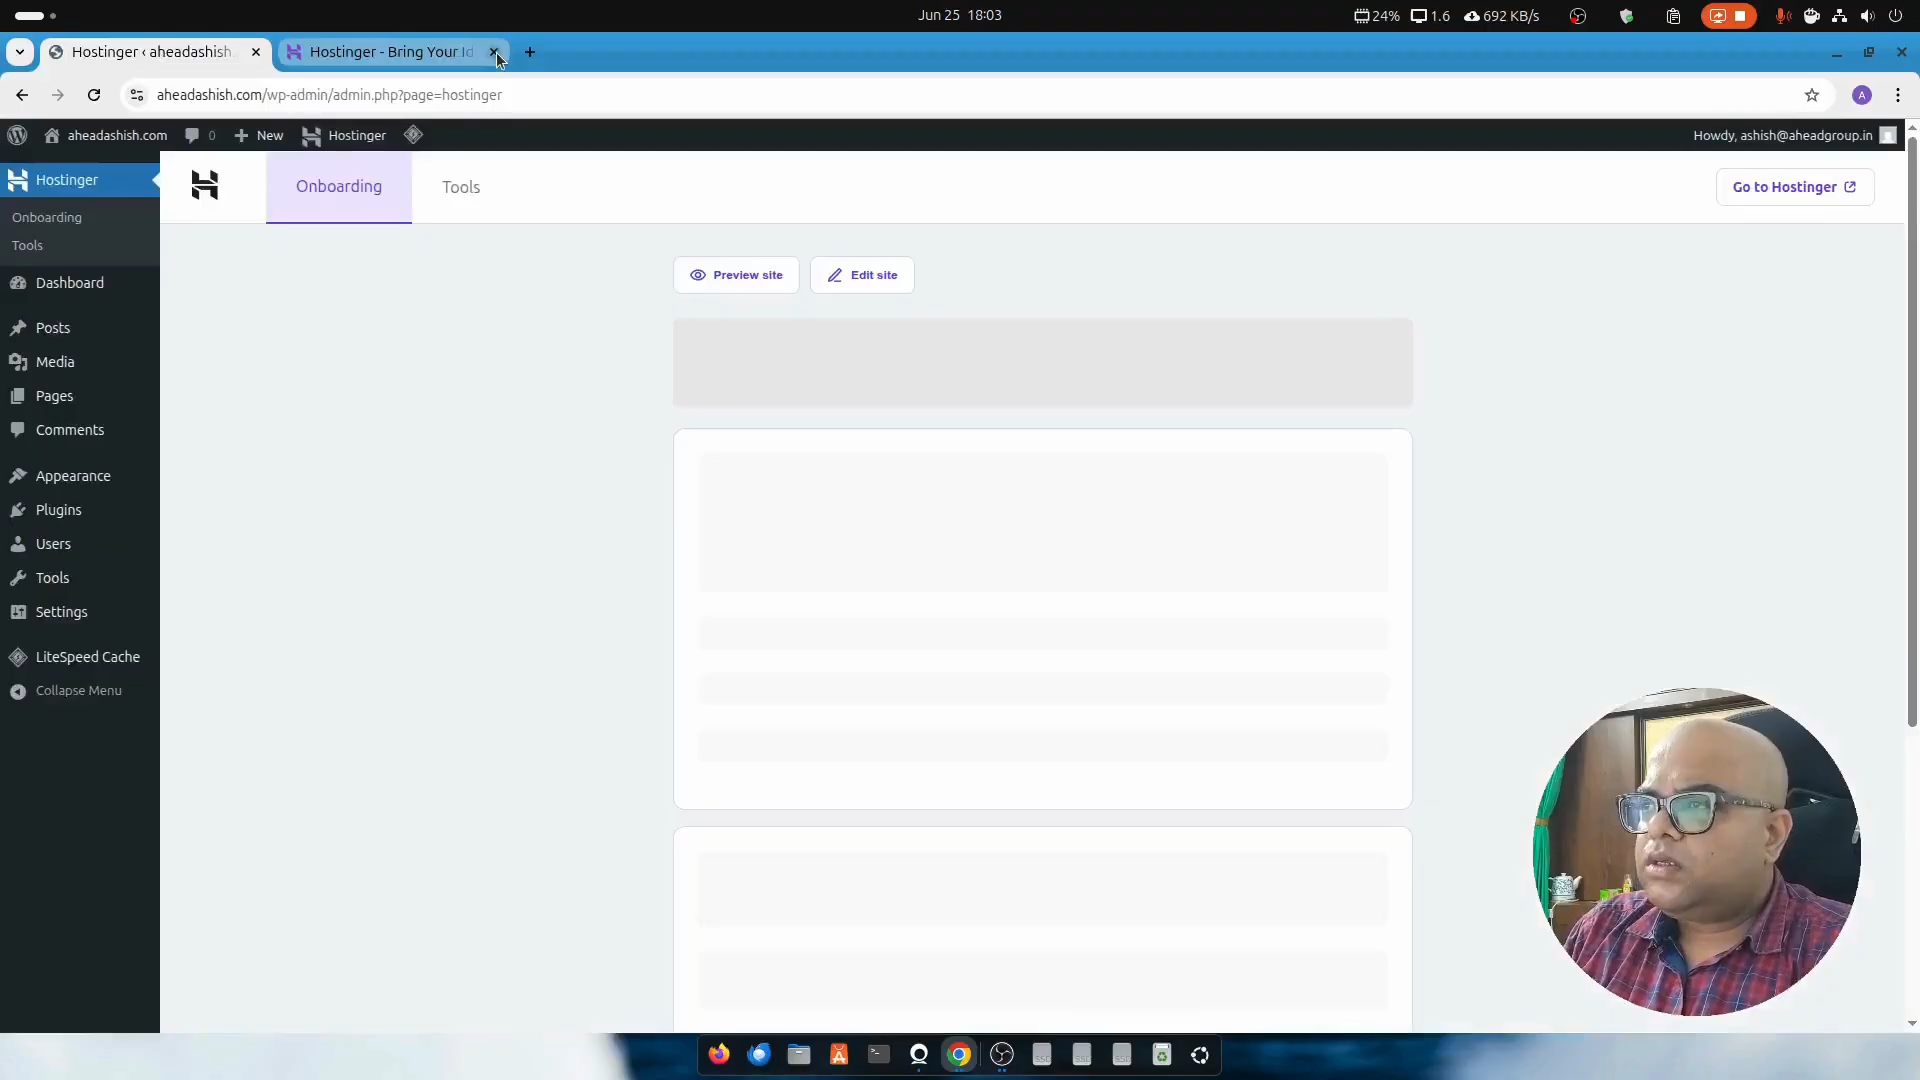 Jun 25 18:03
24%
1.6
692 KB/s
Hostinger ‹ aheadashish.
Hostinger - Bring Your Id
aheadashish.com/wp-admin/admin.php?page=hostinger
A
aheadashish.com
0
New
Hostinger
Howdy, ashish@aheadgroup.in
Hostinger
Onboarding
Tools
Dashboard
Posts
Media
Pages
Comments
Appearance
Plugins
Users
Tools
Settings
LiteSpeed Cache
Collapse Menu
Onboarding
Tools
Go to Hostinger
Preview site
Edit site
SSD
SSD
SSD